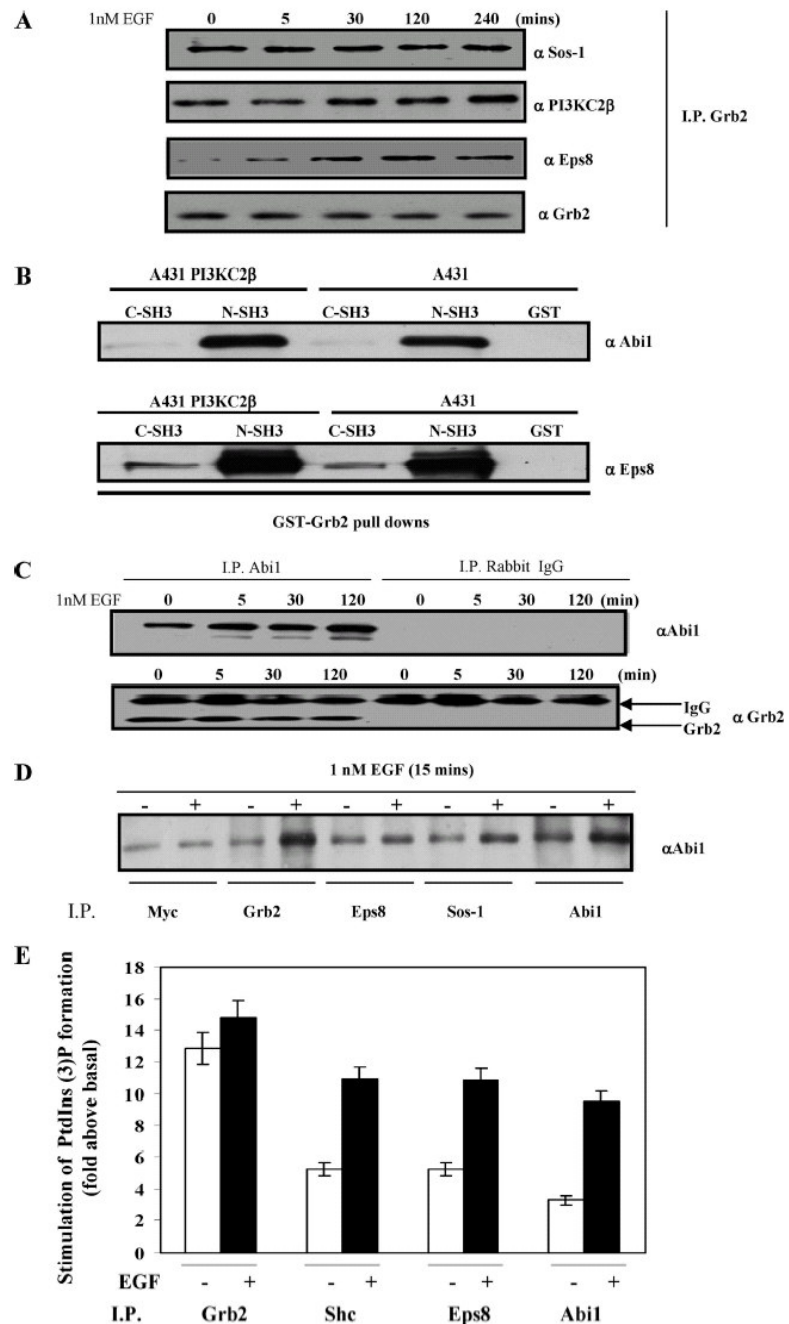 A
1nM EGF 0 5 30 120 240 (mins)
α Sos-1
α PI3KC2β
I.P. Grb2
α Eps8
α Grb2
B
A431 PI3KC2β A431
C-SH3 N-SH3 C-SH3 N-SH3 GST
α Abi1
A431 PI3KC2β A431
C-SH3 N-SH3 C-SH3 N-SH3 GST
α Eps8
GST-Grb2 pull downs
C
I.P. Abi1 I.P. Rabbit IgG
1nM EGF 0 5 30 120 0 5 30 120 (min)
αAbi1
0 5 30 120 0 5 30 120 (min)
IgG
α Grb2
Grb2
D
1 nM EGF (15 mins)
- + - + - + - + - +
αAbi1
I.P. Myc Grb2 Eps8 Sos-1 Abi1
E
Stimulation of PtdIns (3)P formation
(fold above basal)
18
16
14
12
10
8
6
4
2
0
EGF - + - + - + - +
I.P. Grb2 Shc Eps8 Abi1